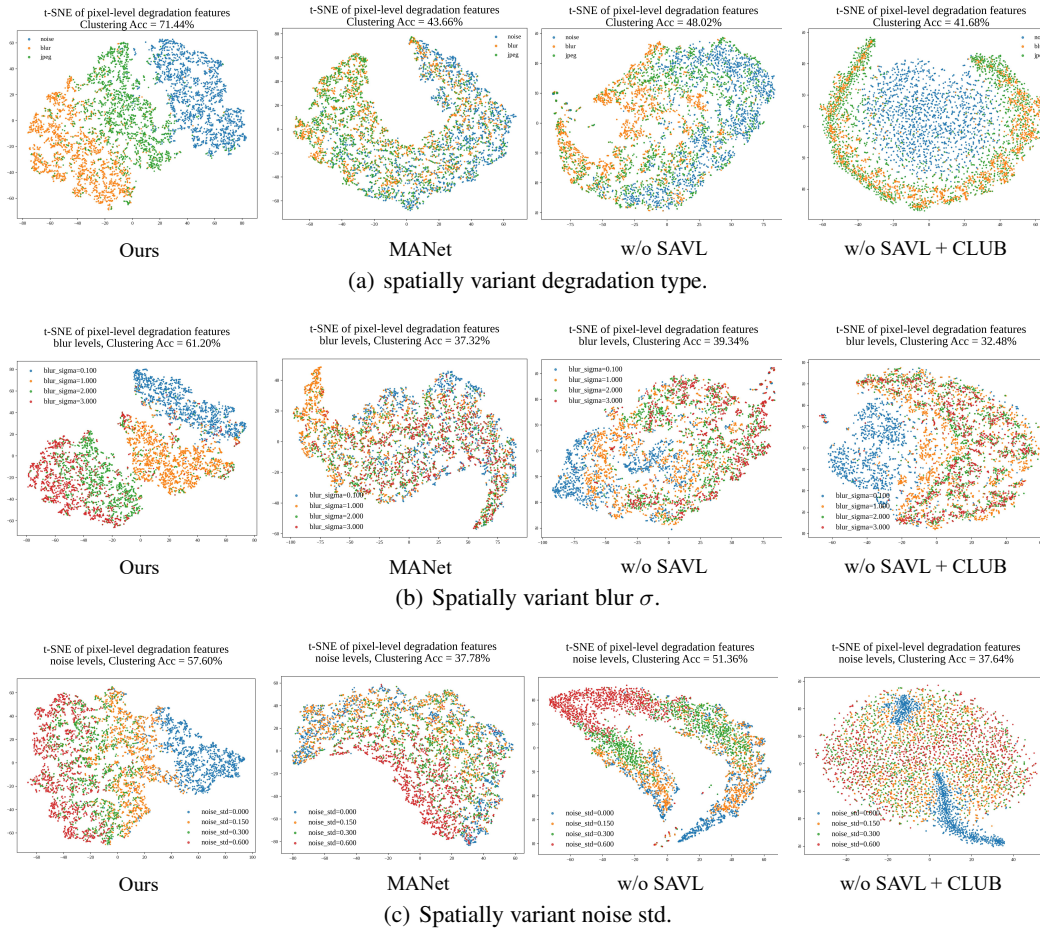 t-SNE of pixel-level degradation features
Clustering Acc = 71.44%
noise
blur
jpeg
Ours
t-SNE of pixel-level degradation features
Clustering Acc = 43.66%
noise
blur
jpeg
MANet
t-SNE of pixel-level degradation features
Clustering Acc = 48.02%
noise
blur
jpeg
w/o SAVL
t-SNE of pixel-level degradation features
Clustering Acc = 41.68%
w/o SAVL + CLUB
(a) spatially variant degradation type.
t-SNE of pixel-level degradation features
blur levels, Clustering Acc = 61.20%
blur_sigma=0.100
blur_sigma=1.000
blur_sigma=2.000
blur_sigma=3.000
Ours
t-SNE of pixel-level degradation features
blur levels, Clustering Acc = 37.32%
blur_sigma=0.100
blur_sigma=1.000
blur_sigma=2.000
blur_sigma=3.000
MANet
t-SNE of pixel-level degradation features
blur levels, Clustering Acc = 39.34%
blur_sigma=0.100
blur_sigma=1.000
blur_sigma=2.000
blur_sigma=3.000
w/o SAVL
t-SNE of pixel-level degradation features
blur levels, Clustering Acc = 32.48%
blur_sigma=0.100
blur_sigma=1.000
blur_sigma=2.000
blur_sigma=3.000
w/o SAVL + CLUB
(b) Spatially variant blur σ.
t-SNE of pixel-level degradation features
noise levels, Clustering Acc = 57.60%
noise_std=0.000
noise_std=0.150
noise_std=0.300
noise_std=0.600
Ours
t-SNE of pixel-level degradation features
noise levels, Clustering Acc = 37.78%
noise_std=0.000
noise_std=0.150
noise_std=0.300
noise_std=0.600
MANet
t-SNE of pixel-level degradation features
noise levels, Clustering Acc = 51.36%
noise_std=0.000
noise_std=0.150
noise_std=0.300
noise_std=0.600
w/o SAVL
t-SNE of pixel-level degradation features
noise levels, Clustering Acc = 37.64%
noise_std=0.000
noise_std=0.150
noise_std=0.300
noise_std=0.600
w/o SAVL + CLUB
(c) Spatially variant noise std.